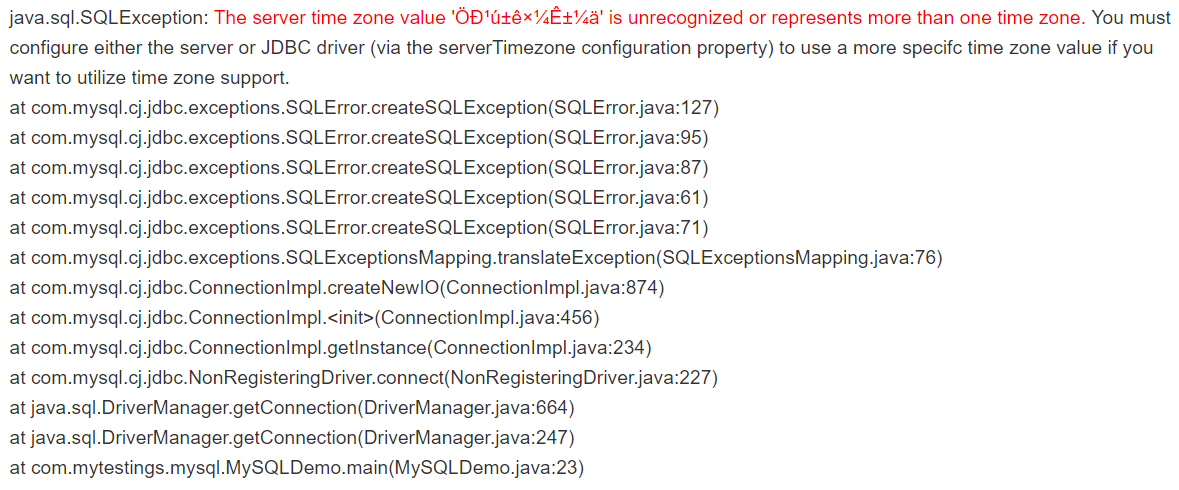 java.sql.SQLException: The server time zone value 'ÖÐ¹ú±ê×¼Ê±¼ä' is unrecognized or represents more than one time zone. You must
configure either the server or JDBC driver (via the serverTimezone configuration property) to use a more specifc time zone value if you
want to utilize time zone support.
at com.mysql.cj.jdbc.exceptions.SQLError.createSQLException(SQLError.java:127)
at com.mysql.cj.jdbc.exceptions.SQLError.createSQLException(SQLError.java:95)
at com.mysql.cj.jdbc.exceptions.SQLError.createSQLException(SQLError.java:87)
at com.mysql.cj.jdbc.exceptions.SQLError.createSQLException(SQLError.java:61)
at com.mysql.cj.jdbc.exceptions.SQLError.createSQLException(SQLError.java:71)
at com.mysql.cj.jdbc.exceptions.SQLExceptionsMapping.translateException(SQLExceptionsMapping.java:76)
at com.mysql.cj.jdbc.ConnectionImpl.createNewIO(ConnectionImpl.java:874)
at com.mysql.cj.jdbc.ConnectionImpl.<init>(ConnectionImpl.java:456)
at com.mysql.cj.jdbc.ConnectionImpl.getInstance(ConnectionImpl.java:234)
at com.mysql.cj.jdbc.NonRegisteringDriver.connect(NonRegisteringDriver.java:227)
at java.sql.DriverManager.getConnection(DriverManager.java:664)
at java.sql.DriverManager.getConnection(DriverManager.java:247)
at com.mytestings.mysql.MySQLDemo.main(MySQLDemo.java:23)